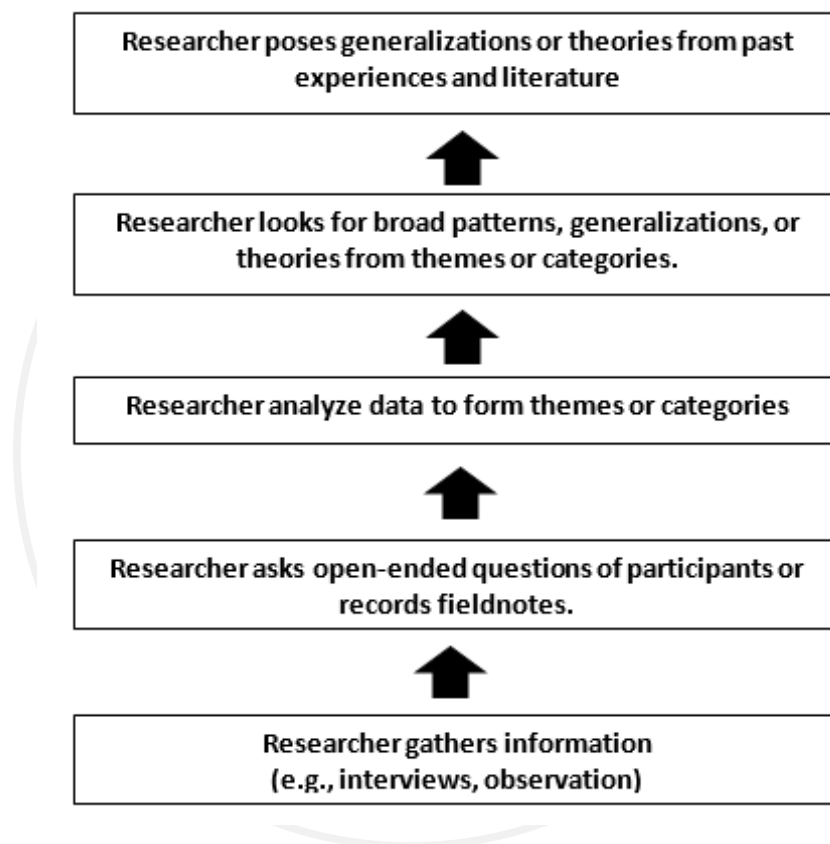 Researcher poses generalizations or theories from past
experiences and literature
Researcher looks for broad patterns, generalizations, or
theories from themes or categories.
Researcher analyze data to form themes or categories
Researcher asks open-ended questions of participants or
records fieldnotes.
Researcher gathers information
(e.g., interviews, observation)